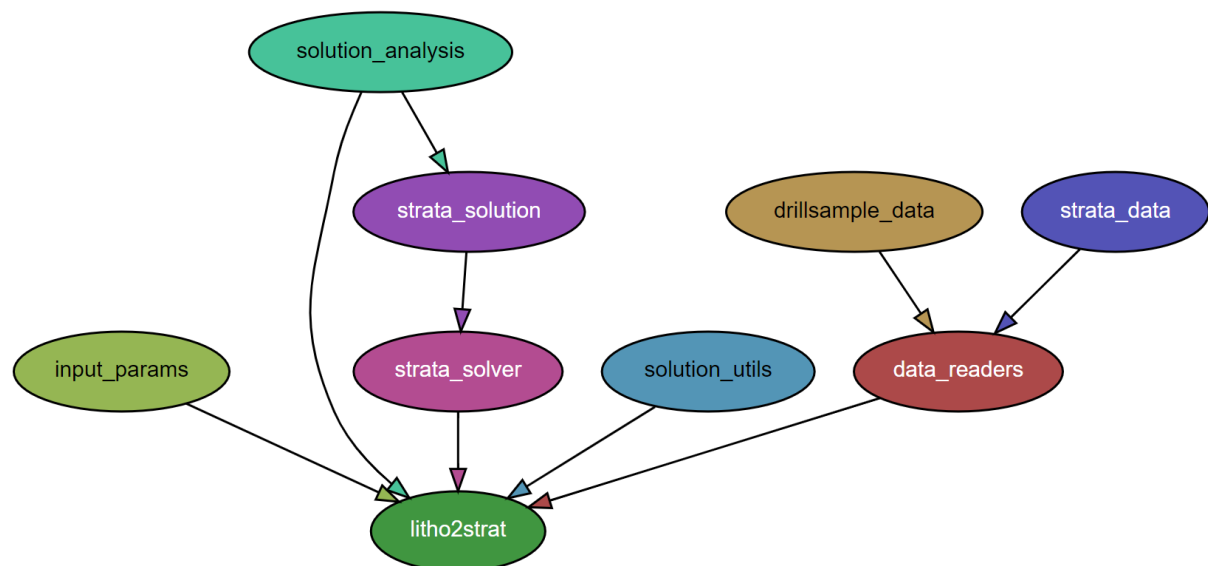 solution_analysis
strata_solution
drillsample_data
strata_data
input_params
strata_solver
solution_utils
data_readers
litho2strat